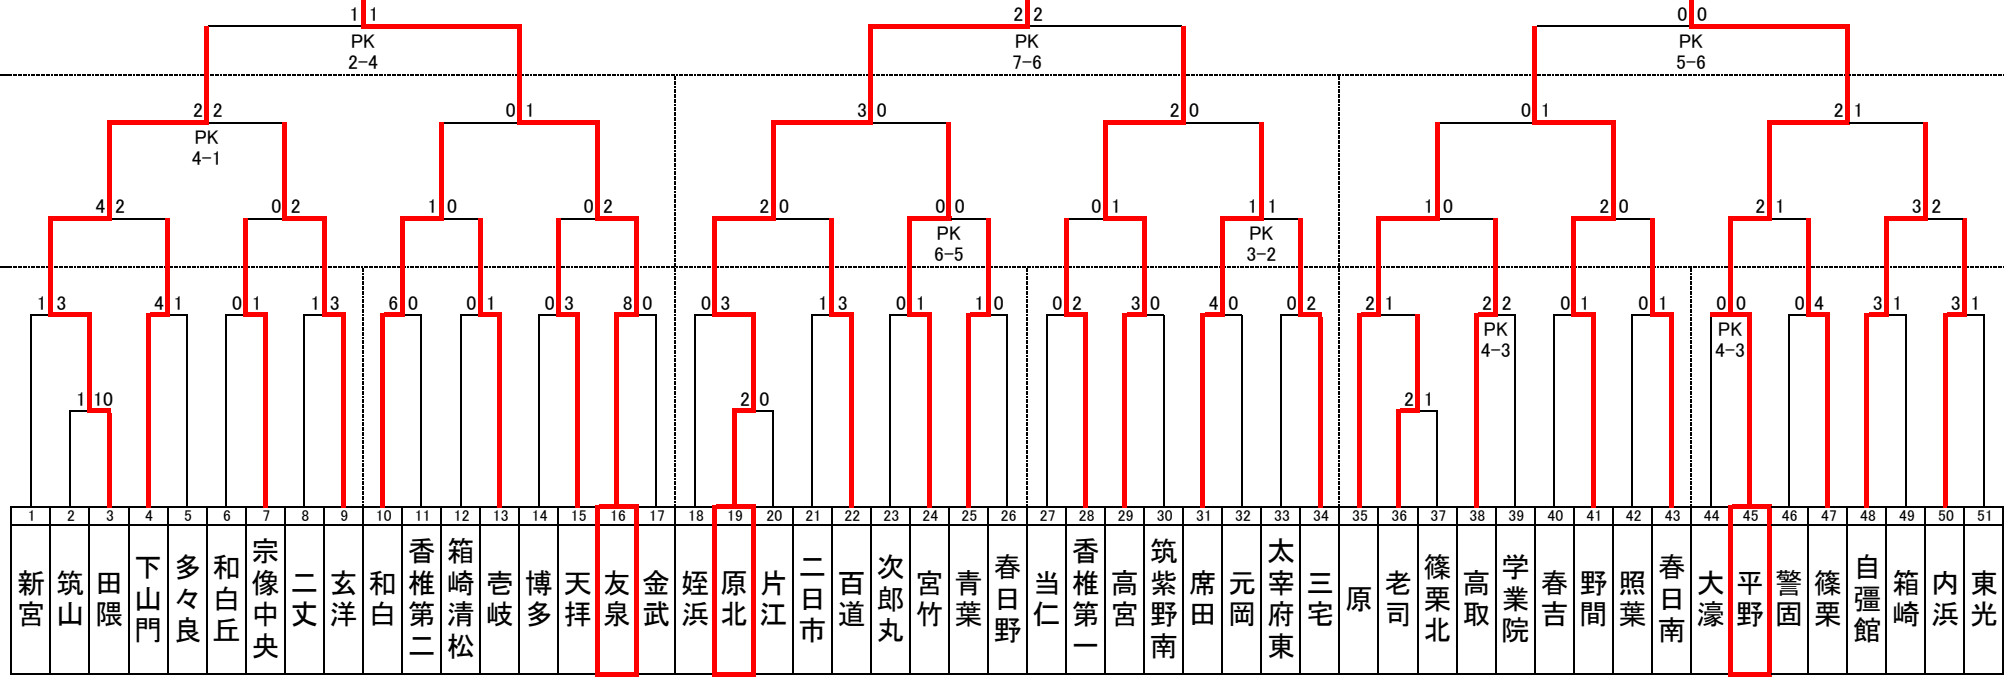 1 1 2 2 0 0
PK PK PK
2-4 7-6 5-6
2 2 0 1 3 0 2 0 0 1 2 1
PK
4-1
4 2 0 2 1 0 0 2 2 0 0 0 0 1 1 1 1 0 2 0 2 1 3 2
PK PK
6-5 3-2
1 3 4 1 0 1 1 3 6 0 0 1 0 3 8 0 0 3 1 3 0 1 1 0 0 2 3 0 4 0 0 2 2 1 2 2 0 1 0 1 0 0 0 4 3 1 3 1
PK PK
4-3 4-3
1 10 2 0 2 1
1 2 3 4 5 6 7 8 9 10 11 12 13 14 15 16 17 18 19 20 21 22 23 24 25 26 27 28 29 30 31 32 33 34 35 36 37 38 39 40 41 42 43 44 45 46 47 48 49 50 51
新宮
筑山
田隈
下山門
多々良
和白丘
宗像中央
二丈
玄洋
和白
香椎第二
箱崎清松
壱岐
博多
天拝
友泉
金武
姪浜
原北
片江
二日市
百道
次郎丸
宮竹
青葉
春日野
当仁
香椎第一
高宮
筑紫野南
席田
元岡
太宰府東
三宅
原
老司
篠栗北
高取
学業院
春吉
野間
照葉
春日南
大濠
平野
警固
篠栗
自彊館
箱崎
内浜
東光